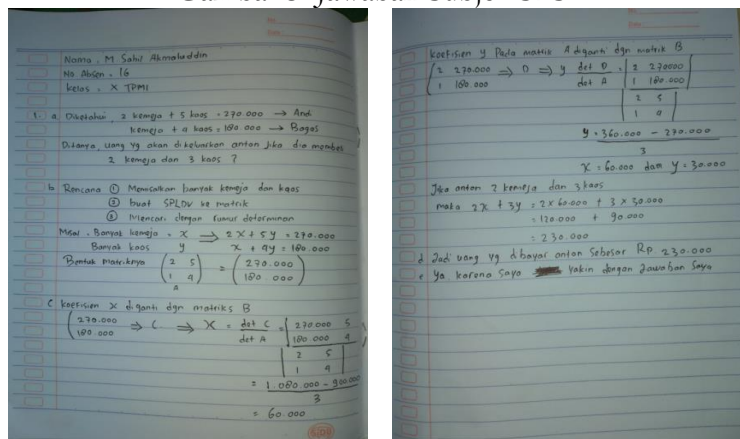 Nama . M Sahil Akmaluddin
No Absen . 16
Kelas . X TPMI
1. a Diketahui, 2 kemeja + 5 kaos = 270.000 → Andi
kemeja + 4 kaos = 180.000 → Bagas
Ditanya, uang yg akan di keluarkan anton jika dia membeli
2 kemeja dan 3 kaos ?
b Rencana ① Memisalkan banyak kemeja dan kaos
② buat SPLDV ke matrik
③ Mencari dengan rumus determinan
Misal . Banyak kemeja = x ⇒ 2x + 5y = 270.000
Banyak kaos y x + 4y = 180.000
Bentuk matriknya (2 5 / 1 4) = (270.000 / 180.000)
A
c koefisien x diganti dgn matriks B
(270.000 / 180.000) ⇒ C ⇒ X = det C / det A = |270.000 5 / 180.000 4|
|2 5 / 1 4|
= 1.080.000 - 900.000
3
= 60.000
koefisien y Pada matrik A diganti dgn matrik B
(2 270.000 / 1 180.000) ⇒ D ⇒ y det D / det A = |2 270000 / 1 180.000|
|2 5 / 1 4|
y = 360.000 - 270.000
3
x = 60.000 dan y = 30.000
Jika anton 2 kemeja dan 3 kaos
maka 2x + 3y = 2 x 60.000 + 3 x 30.000
= 120.000 + 90.000
= 230.000
d Jadi uang yg dibayar anton sebesar Rp. 230.000
e Ya karena saya yakin dengan Jawaban Saya